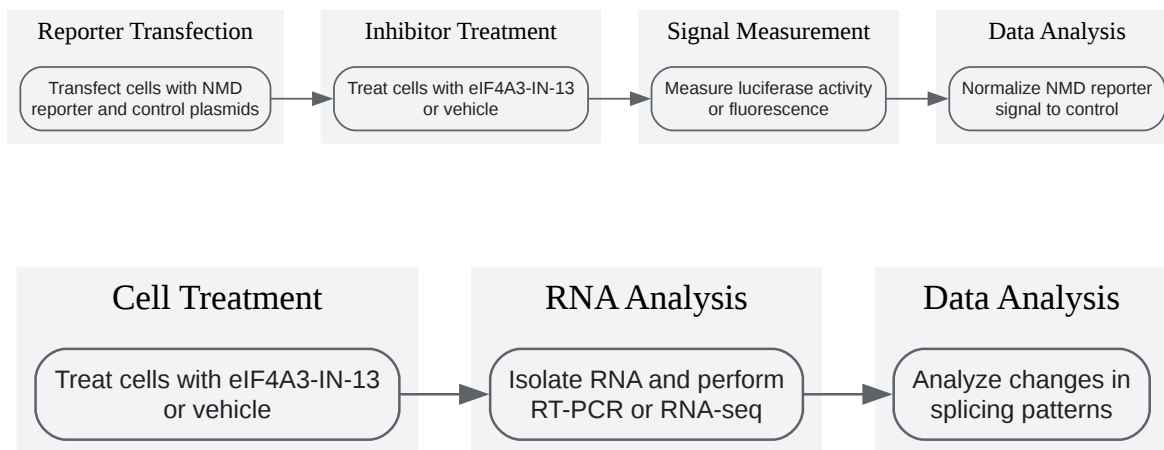 Reporter Transfection
Transfect cells with NMD
reporter and control plasmids
Inhibitor Treatment
Treat cells with eIF4A3-IN-13
or vehicle
Signal Measurement
Measure luciferase activity
or fluorescence
Data Analysis
Normalize NMD reporter
signal to control
Cell Treatment
Treat cells with eIF4A3-IN-13
or vehicle
RNA Analysis
Isolate RNA and perform
RT-PCR or RNA-seq
Data Analysis
Analyze changes in
splicing patterns